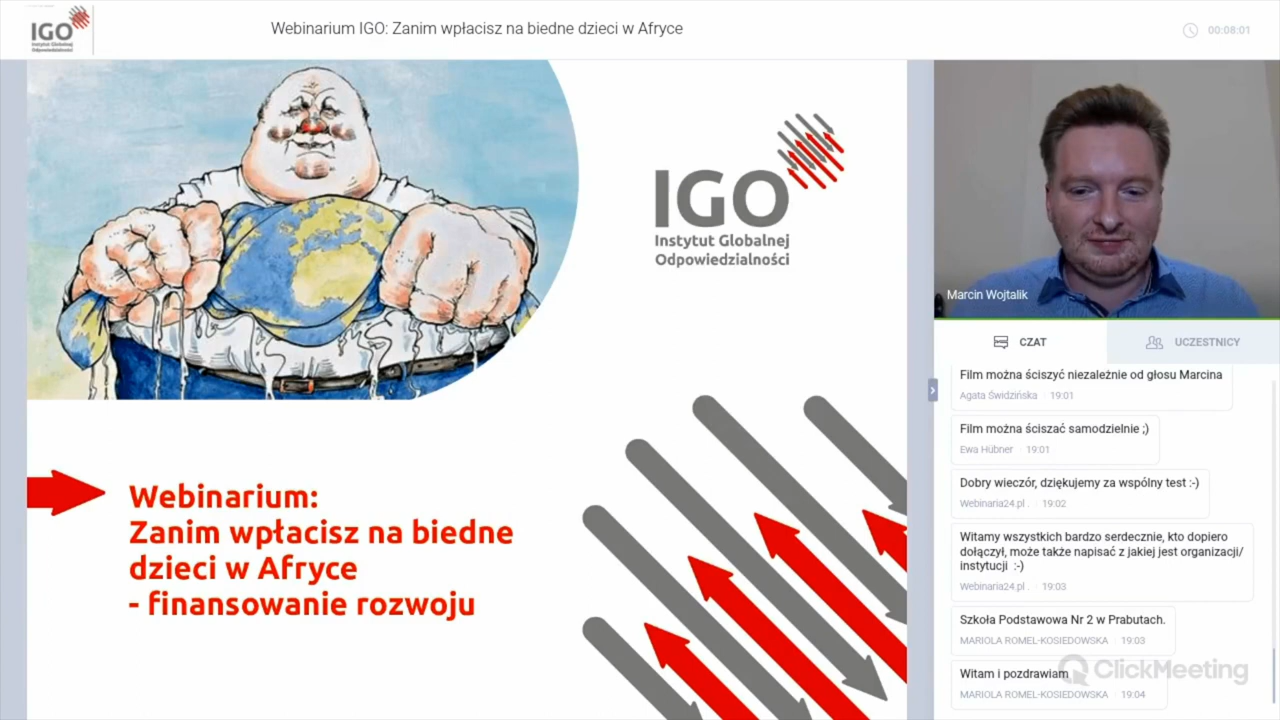 IGO
Instytut Globalnej
Odpowiedzialności
Webinarium IGO: Zanim wpłacisz na biedne dzieci w Afryce
00:08:01
IGO
Instytut Globalnej
Odpowiedzialności
Webinarium:
Zanim wpłacisz na biedne
dzieci w Afryce
- finansowanie rozwoju
Marcin Wojtalik
CZAT
UCZESTNICY
Film można ściszyć niezależnie od głosu Marcina
Agata Świdzińska 19:01
Film można ściszać samodzielnie ;)
Ewa Hübner 19:01
Dobry wieczór, dziękujemy za wspólny test :-)
Webinaria24.pl . 19:02
Witamy wszystkich bardzo serdecznie, kto dopiero
dołączył, może także napisać z jakiej jest organizacji/
instytucji :-)
Webinaria24.pl . 19:03
Szkoła Podstawowa Nr 2 w Prabutach.
MARIOLA ROMEL-KOSIEDOWSKA 19:03
Witam i pozdrawiam
MARIOLA ROMEL-KOSIEDOWSKA 19:04
ClickMeeting